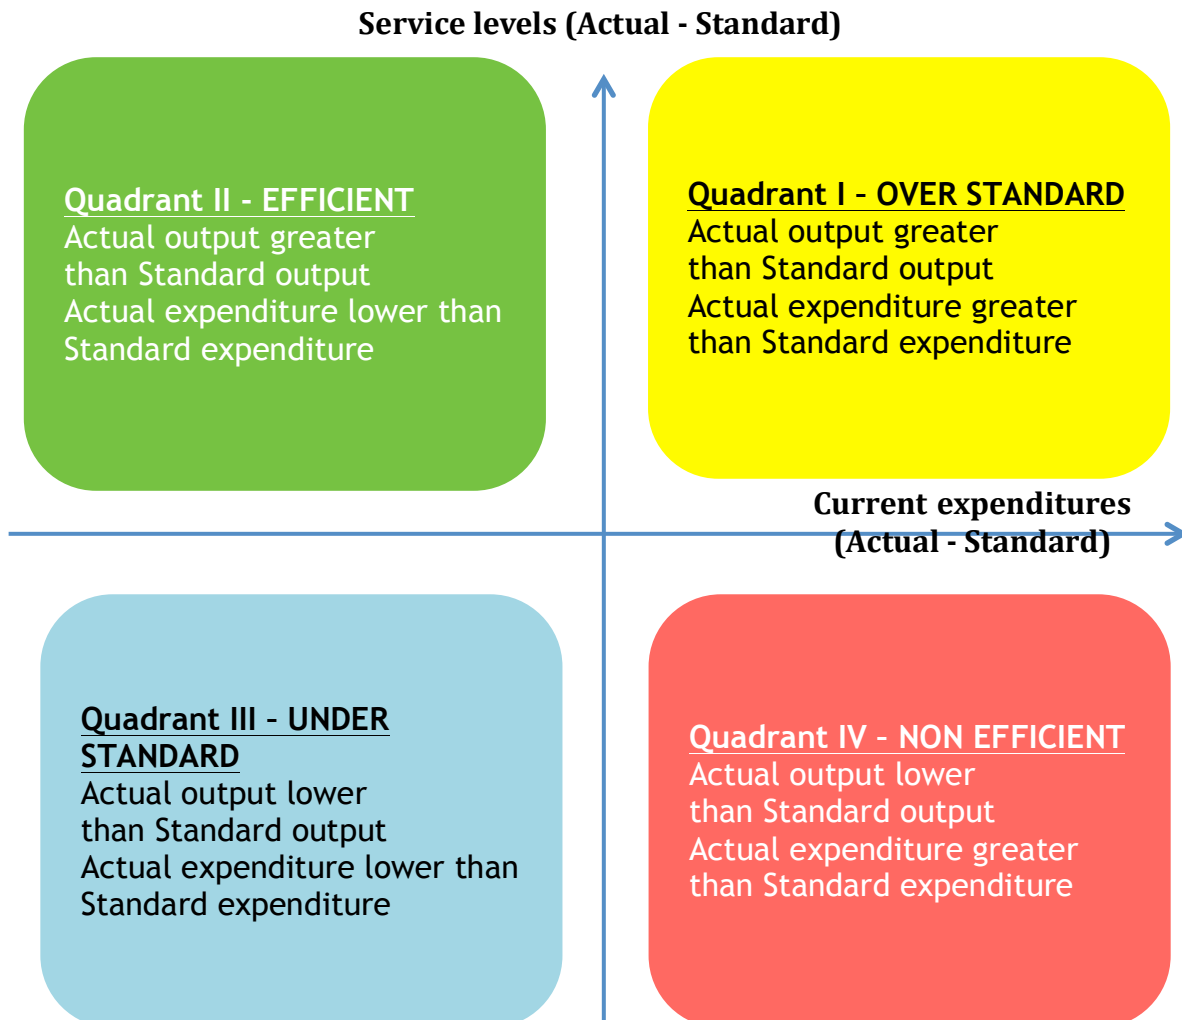 Service levels (Actual - Standard)
Quadrant II - EFFICIENT
Actual output greater
than Standard output
Actual expenditure lower than
Standard expenditure
Quadrant I – OVER STANDARD
Actual output greater
than Standard output
Actual expenditure greater
than Standard expenditure
Current expenditures
(Actual - Standard)
Quadrant III – UNDER
STANDARD
Actual output lower
than Standard output
Actual expenditure lower than
Standard expenditure
Quadrant IV – NON EFFICIENT
Actual output lower
than Standard output
Actual expenditure greater
than Standard expenditure